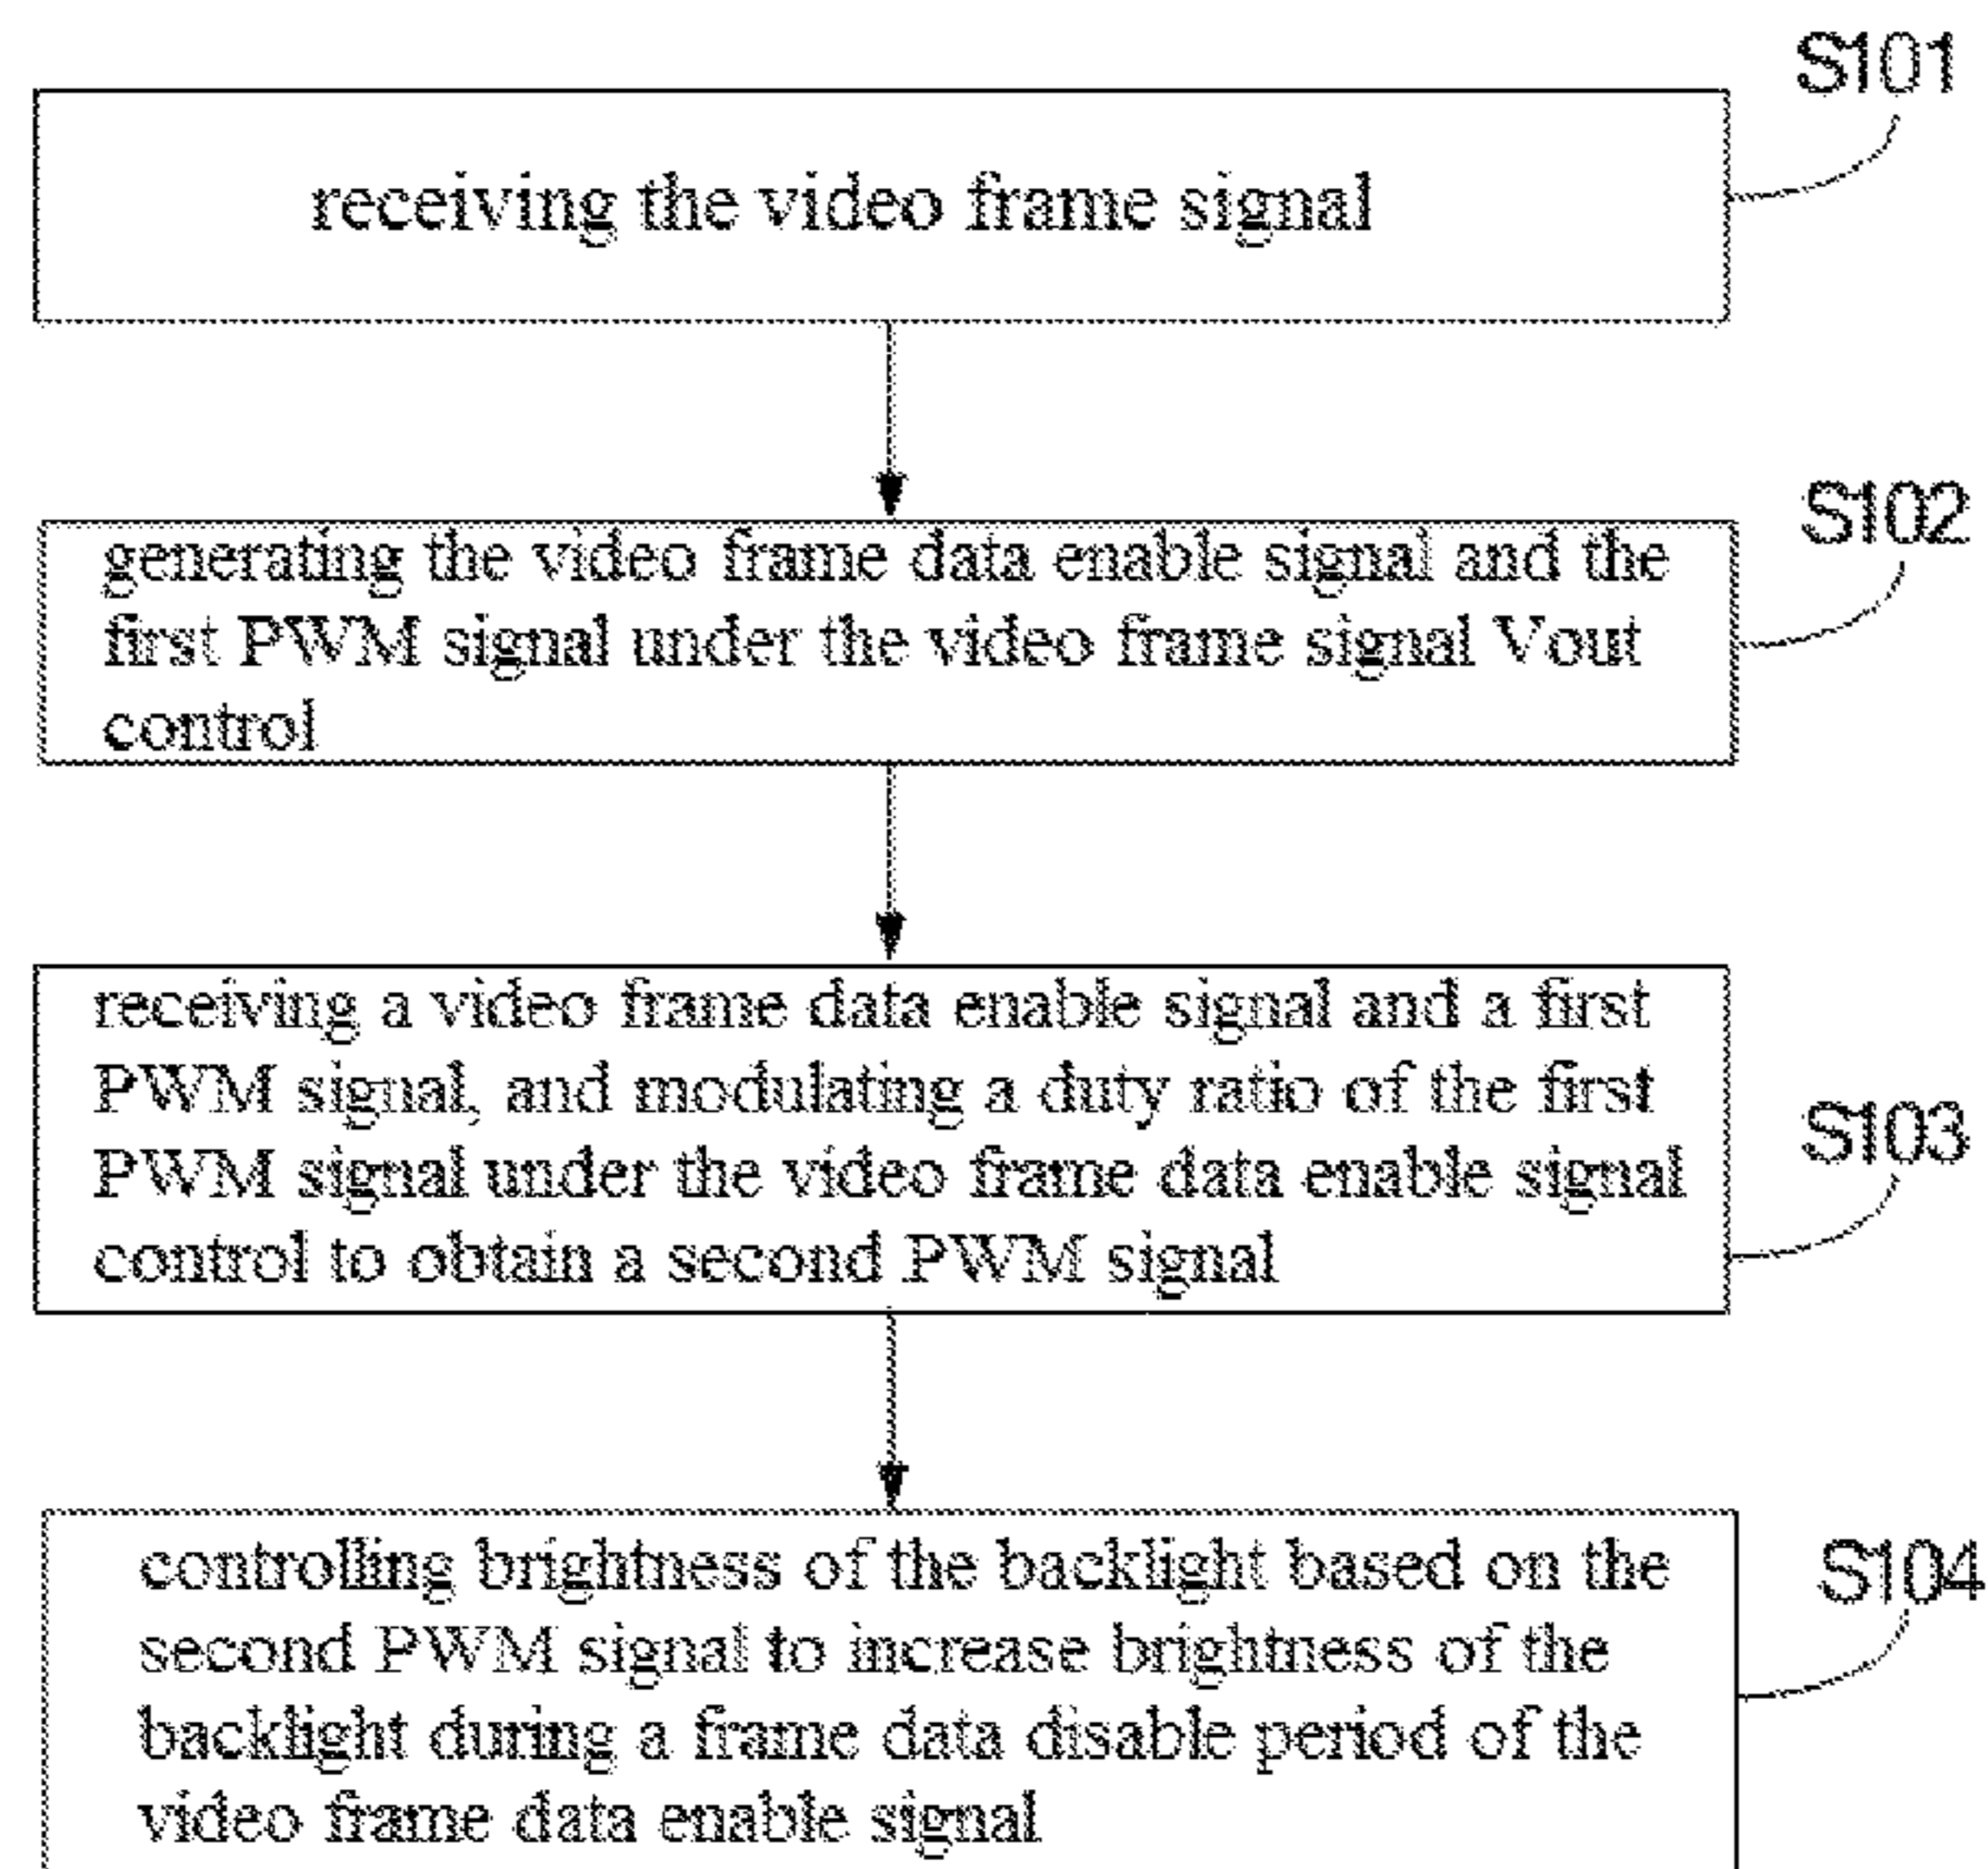 S101
receiving the video frame signal
S102
generating the video frame data enable signal and the
first PWM signal under the video frame signal Vout
control
receiving a video frame data enable signal and a first
PWM signal, and modulating a duty ratio of the first
PWM signal under the video frame data enable signal
control to obtain a second PWM signal
S103
controlling brightness of the backlight based on the
second PWM signal to increase brightness of the
backlight during a frame data disable period of the
video frame data enable signal
S104